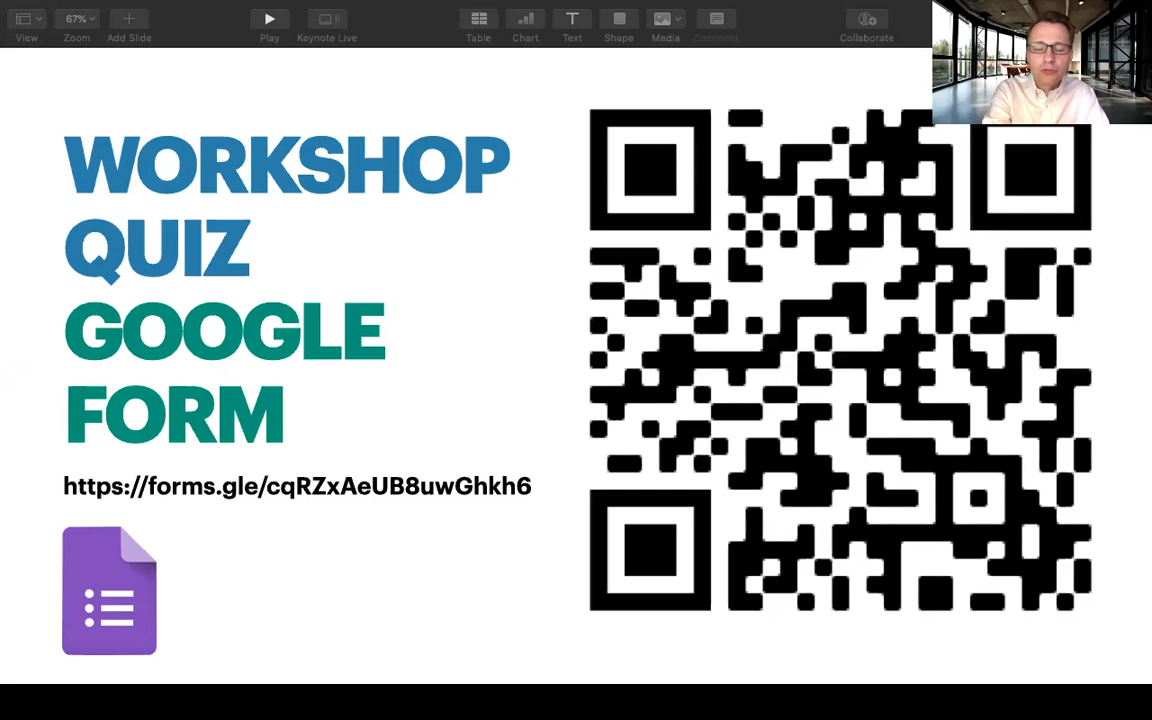 67%
View
Zoom
Add Slide
Play
Keynote Live
Table
Chart
Text
Shape
Media
Comment
Collaborate
WORKSHOP
QUIZ
GOOGLE
FORM
https://forms.gle/cqRZxAeUB8uwGhkh6